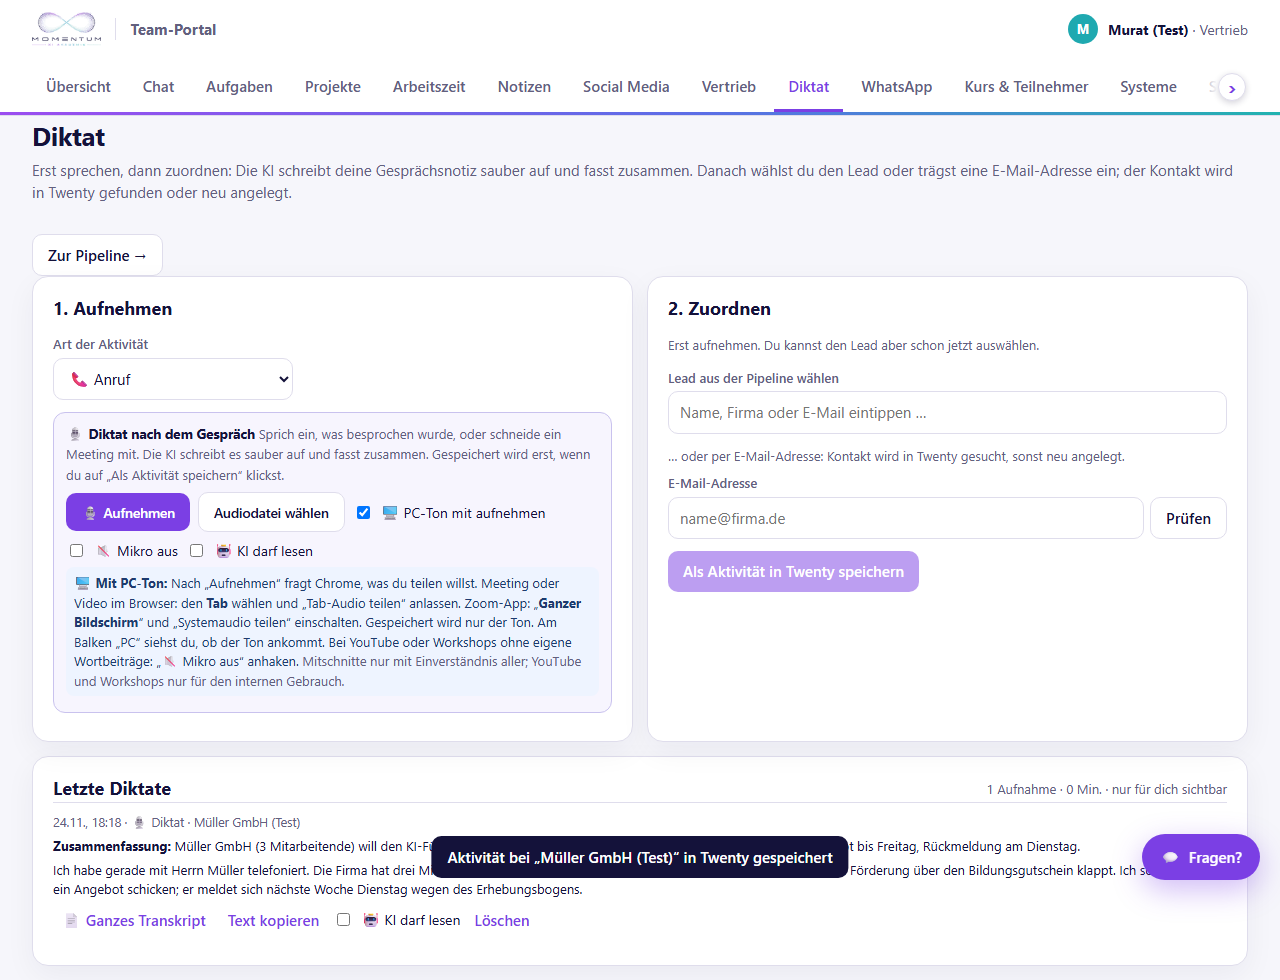 MOMENTUM
Team-Portal
M
Murat (Test) · Vertrieb
Übersicht
Chat
Aufgaben
Projekte
Arbeitszeit
Notizen
Social Media
Vertrieb
Diktat
WhatsApp
Kurs & Teilnehmer
Systeme
›
Diktat
Erst sprechen, dann zuordnen: Die KI schreibt deine Gesprächsnotiz sauber auf und fasst zusammen. Danach wählst du den Lead oder trägst eine E-Mail-Adresse ein; der Kontakt wird
in Twenty gefunden oder neu angelegt.
Zur Pipeline →
1. Aufnehmen
Art der Aktivität
📞 Anruf
🎙️ Diktat nach dem Gespräch Sprich ein, was besprochen wurde, oder schneide ein
Meeting mit. Die KI schreibt es sauber auf und fasst zusammen. Gespeichert wird erst, wenn
du auf „Als Aktivität speichern“ klickst.
🎙️ Aufnehmen
Audiodatei wählen
🖥️ PC-Ton mit aufnehmen
🔇 Mikro aus
🤖 KI darf lesen
🖥️ Mit PC-Ton: Nach „Aufnehmen“ fragt Chrome, was du teilen willst. Meeting oder
Video im Browser: den Tab wählen und „Tab-Audio teilen“ anlassen. Zoom-App: „Ganzer
Bildschirm“ und „Systemaudio teilen“ einschalten. Gespeichert wird nur der Ton. Am
Balken „PC“ siehst du, ob der Ton ankommt. Bei YouTube oder Workshops ohne eigene
Wortbeiträge: „🔇 Mikro aus“ anhaken. Mitschnitte nur mit Einverständnis aller; YouTube
und Workshops nur für den internen Gebrauch.
2. Zuordnen
Erst aufnehmen. Du kannst den Lead aber schon jetzt auswählen.
Lead aus der Pipeline wählen
Name, Firma oder E-Mail eintippen …
… oder per E-Mail-Adresse: Kontakt wird in Twenty gesucht, sonst neu angelegt.
E-Mail-Adresse
name@firma.de
Prüfen
Als Aktivität in Twenty speichern
Letzte Diktate
1 Aufnahme · 0 Min. · nur für dich sichtbar
24.11., 18:18 · 🎙️ Diktat · Müller GmbH (Test)
Zusammenfassung: Müller GmbH (3 Mitarbeitende) will den
bis Freitag, Rückmeldung am Dienstag.
Aktivität bei „Müller GmbH (Test)“ in Twenty gespeichert
💬 Fragen?
Ich habe gerade mit Herrn Müller telefoniert. Die Firma hat drei
Förderung über den Bildungsgutschein klappt. Ich
ein Angebot schicken; er meldet sich nächste Woche Dienstag wegen des Erhebungsbogens.
📄 Ganzes Transkript
Text kopieren
🤖 KI darf lesen
Löschen